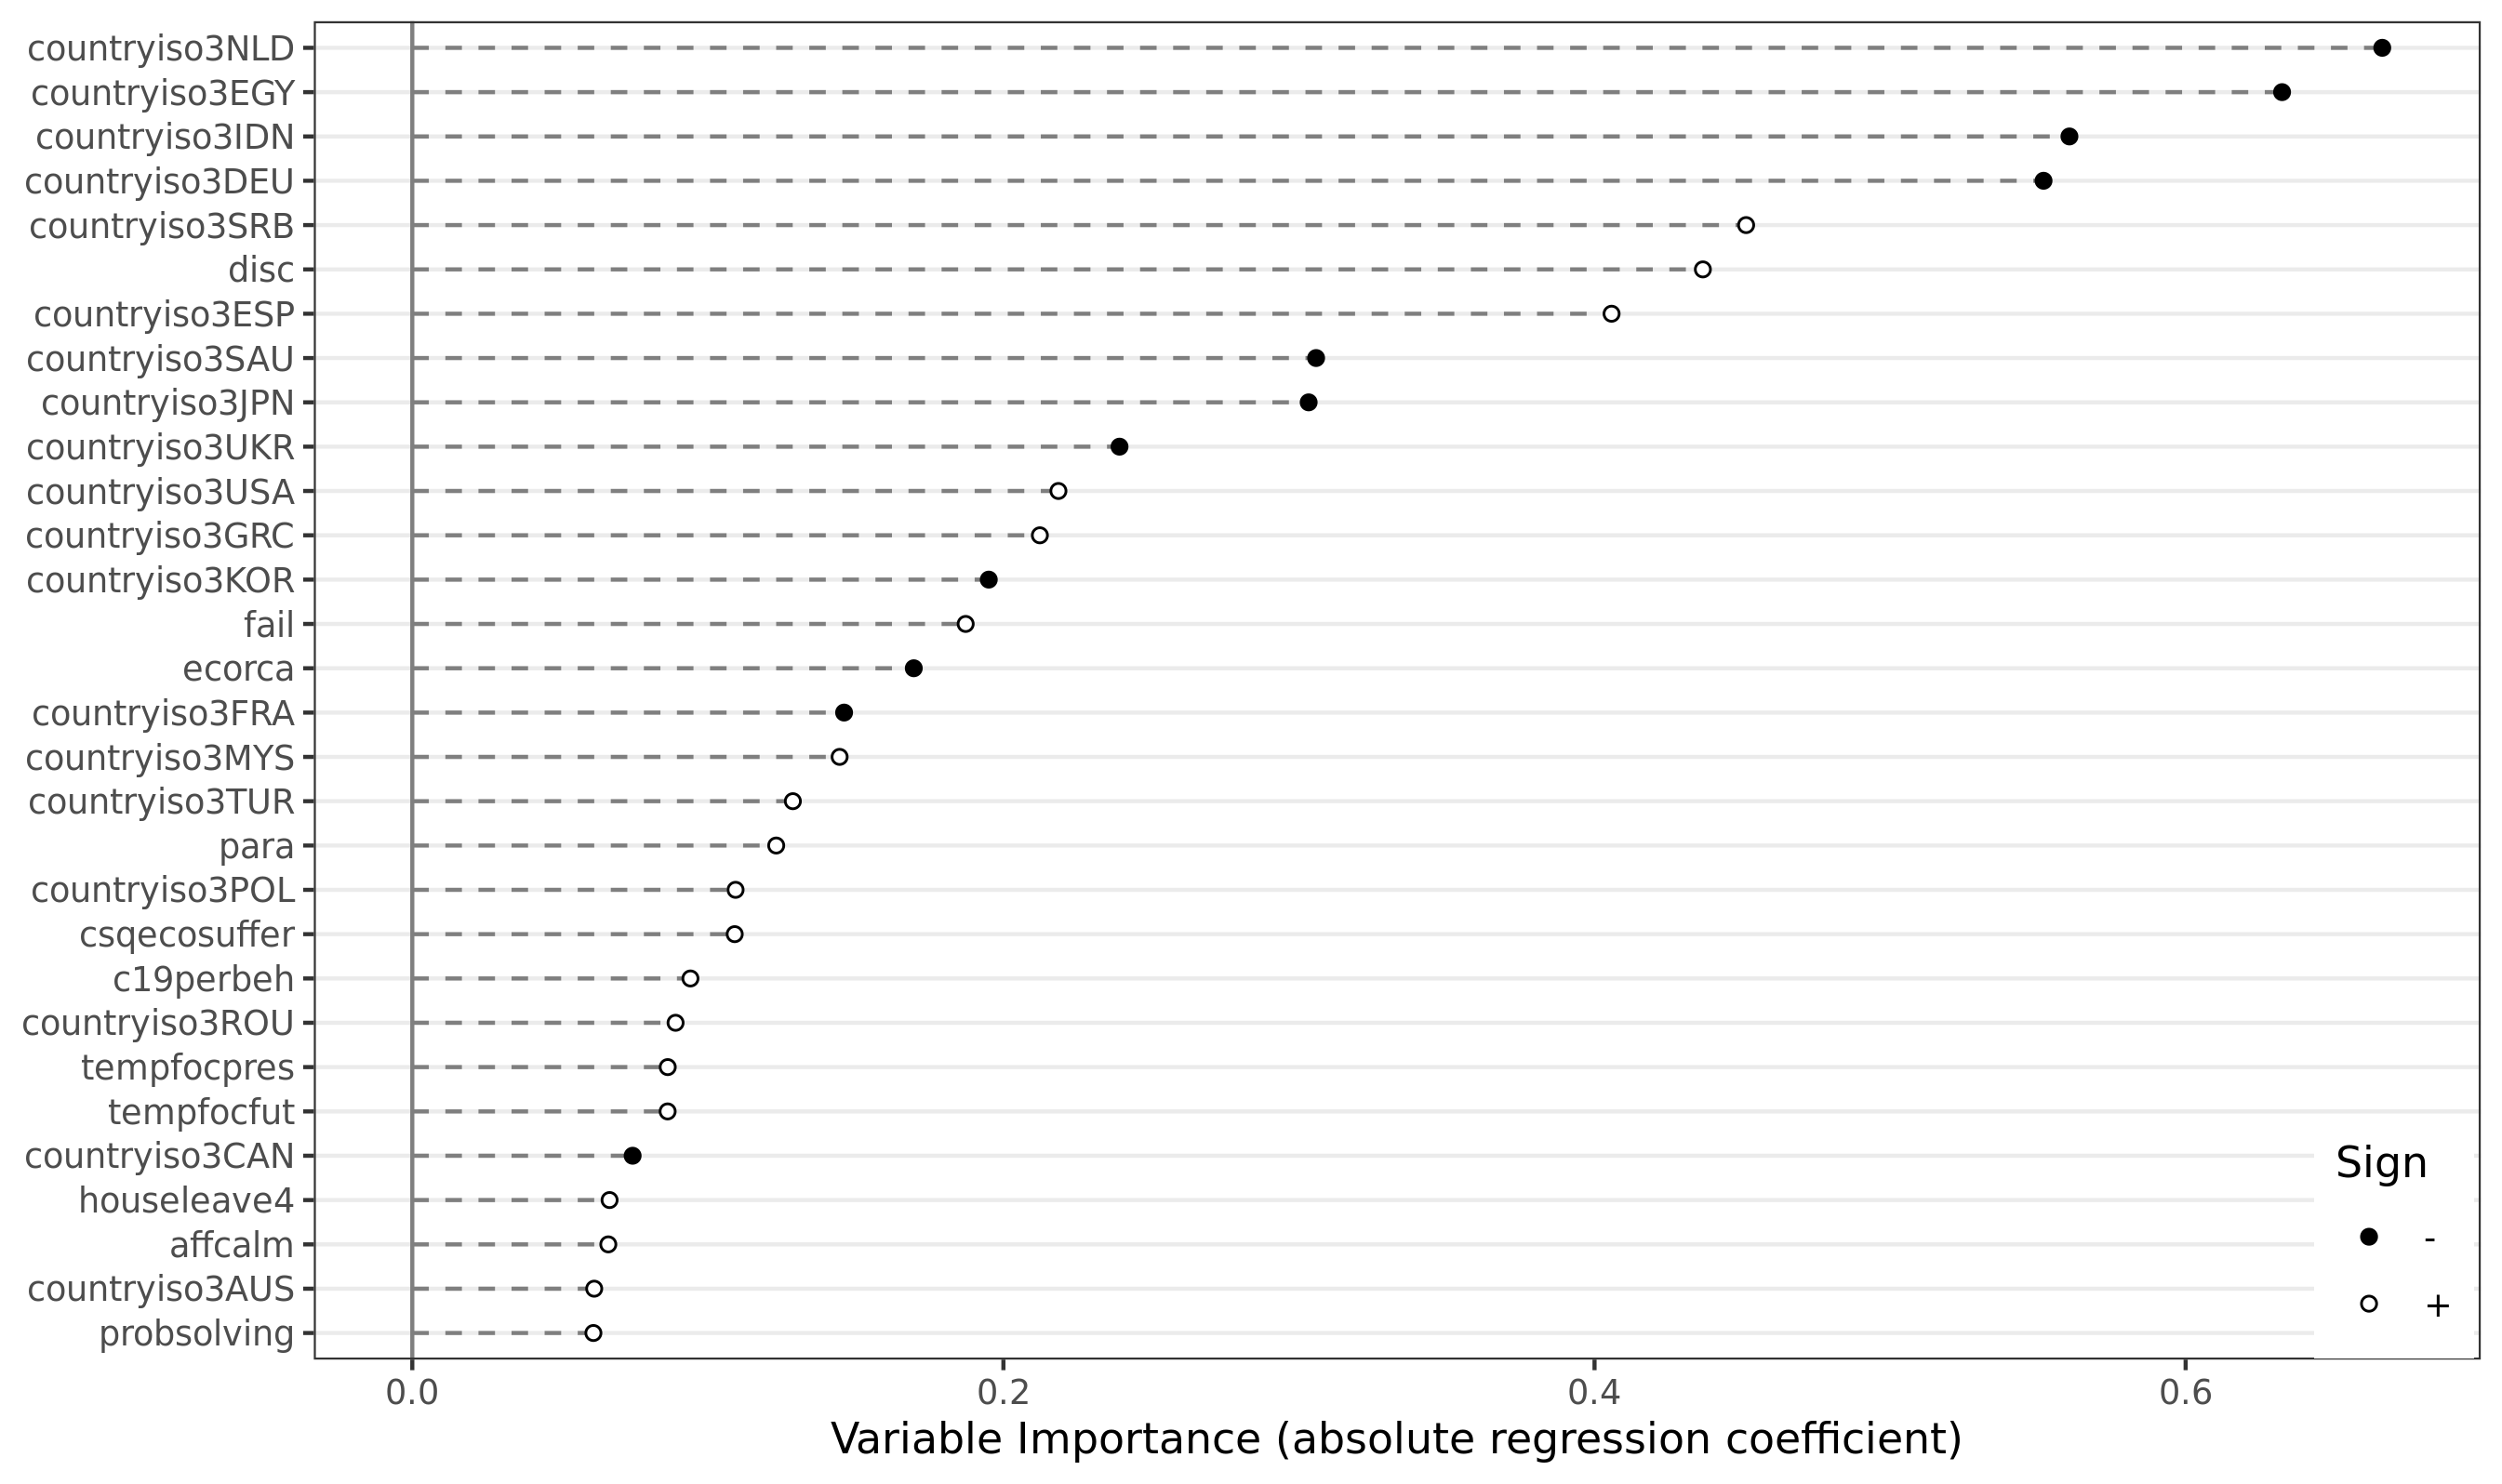 countryiso3NLD
countryiso3EGY
countryiso3IDN
countryiso3DEU
countryiso3SRB
disc
countryiso3ESP
countryiso3SAU
countryiso3JPN
countryiso3UKR
countryiso3USA
countryiso3GRC
countryiso3KOR
fail
ecorca
countryiso3FRA
countryiso3MYS
countryiso3TUR
para
countryiso3POL
csqecosuffer
c19perbeh
countryiso3ROU
tempfocpres
tempfocfut
countryiso3CAN
houseleave4
affcalm
countryiso3AUS
probsolving
Sign
-
+
0.0 0.2 0.4 0.6
Variable Importance (absolute regression coefficient)